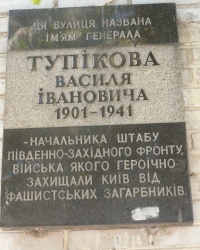 ЦЯ ВУЛИЦЯ НАЗВАНА
ІМ'ЯМ ГЕНЕРАЛА
ТУПІКОВА
ВАСИЛЯ
ІВАНОВИЧА
1901-1941
-НАЧАЛЬНИКА ШТАБУ
ПІВДЕННО-ЗАХІДНОГО ФРОНТУ,
ВІЙСЬКА ЯКОГО ГЕРОЇЧНО
ЗАХИЩАЛИ КИЇВ ВІД
ФАШИСТСЬКИХ ЗАГАРБНИКІВ.